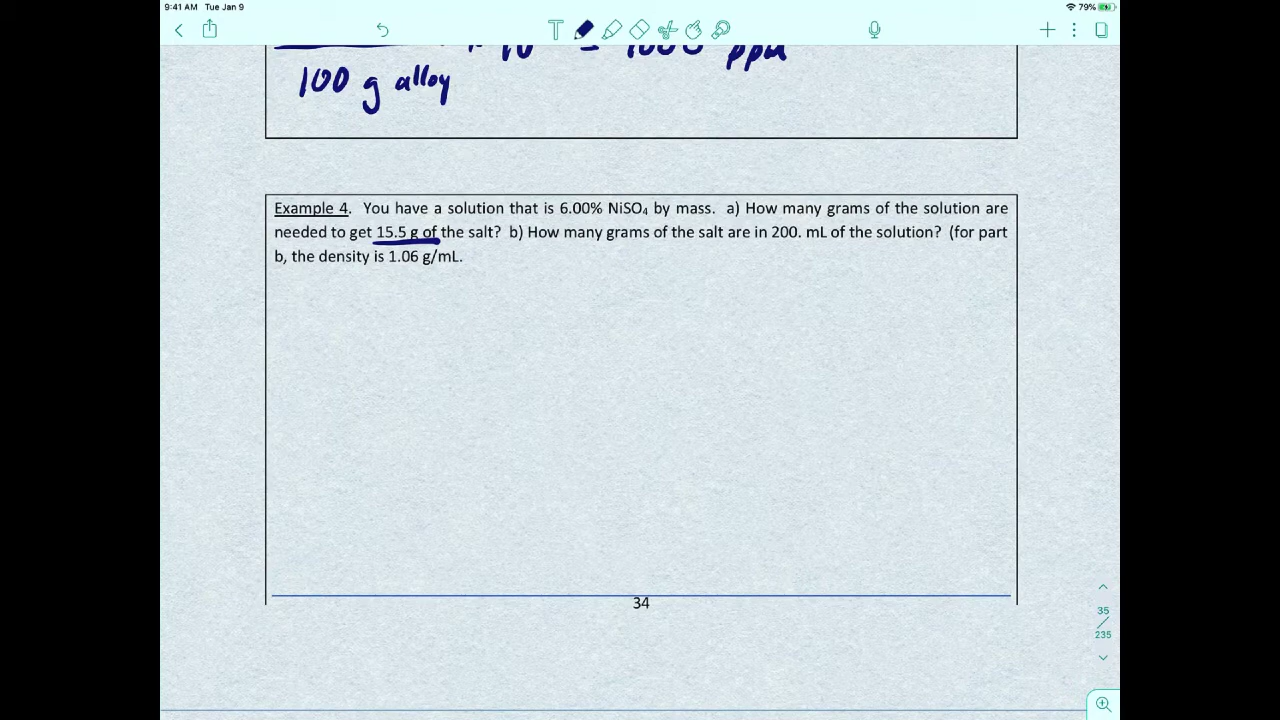 9:41 AM Tue Jan 9
79%
= 1000 ppm
100 g alloy
Example 4. You have a solution that is 6.00% NiSO₄ by mass. a) How many grams of the solution are
needed to get 15.5 g of the salt? b) How many grams of the salt are in 200. mL of the solution? (for part
b, the density is 1.06 g/mL.
34
35
/
235